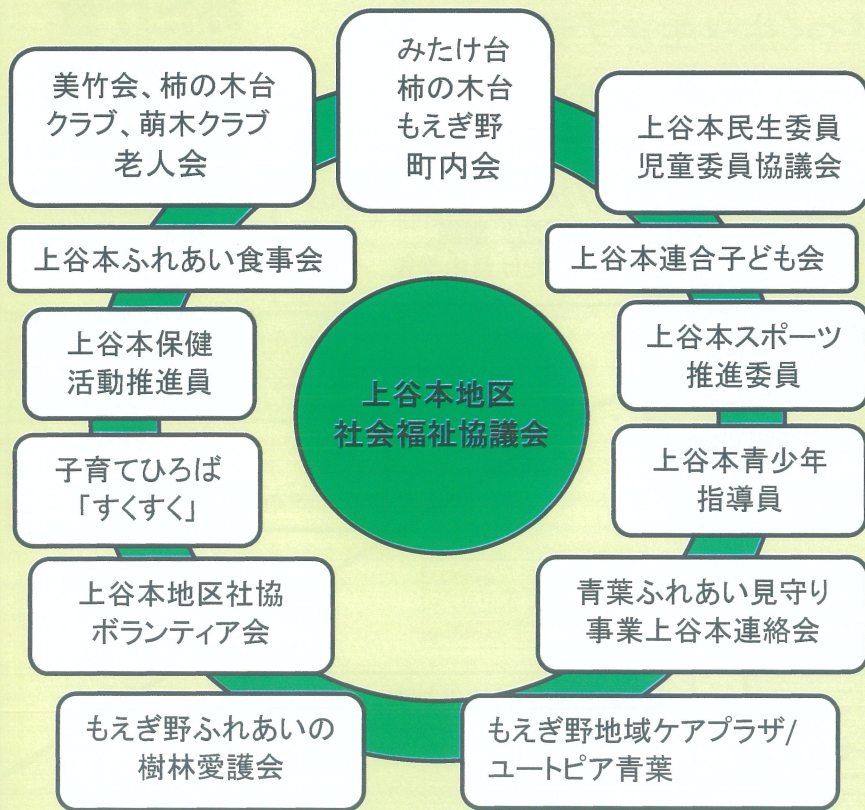 美竹会、柿の木台
クラブ、萌木クラブ
老人会
みたけ台
柿の木台
もえぎ野
町内会
上谷本民生委員
児童委員協議会
上谷本ふれあい食事会
上谷本連合子ども会
上谷本保健
活動推進員
上谷本地区
社会福祉協議会
上谷本スポーツ
推進委員
子育てひろば
「すくすく」
上谷本青少年
指導員
上谷本地区社協
ボランティア会
青葉ふれあい見守り
事業上谷本連絡会
もえぎ野ふれあいの
樹林愛護会
もえぎ野地域ケアプラザ/
ユートピア青葉